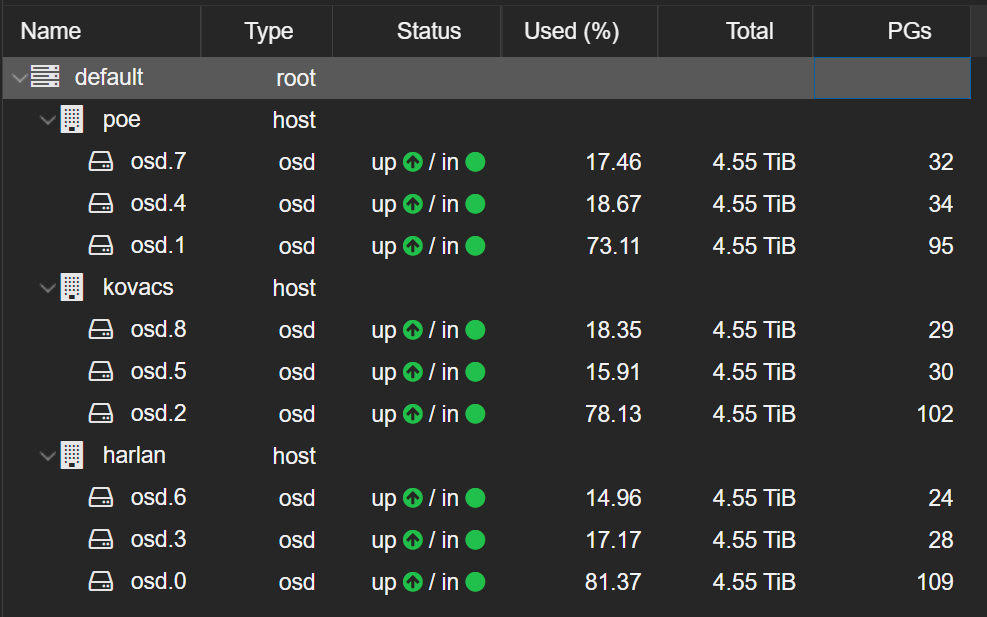 Name Type Status Used (%) Total PGs
default root
poe host
osd.7 osd up / in 17.46 4.55 TiB 32
osd.4 osd up / in 18.67 4.55 TiB 34
osd.1 osd up / in 73.11 4.55 TiB 95
kovacs host
osd.8 osd up / in 18.35 4.55 TiB 29
osd.5 osd up / in 15.91 4.55 TiB 30
osd.2 osd up / in 78.13 4.55 TiB 102
harlan host
osd.6 osd up / in 14.96 4.55 TiB 24
osd.3 osd up / in 17.17 4.55 TiB 28
osd.0 osd up / in 81.37 4.55 TiB 109